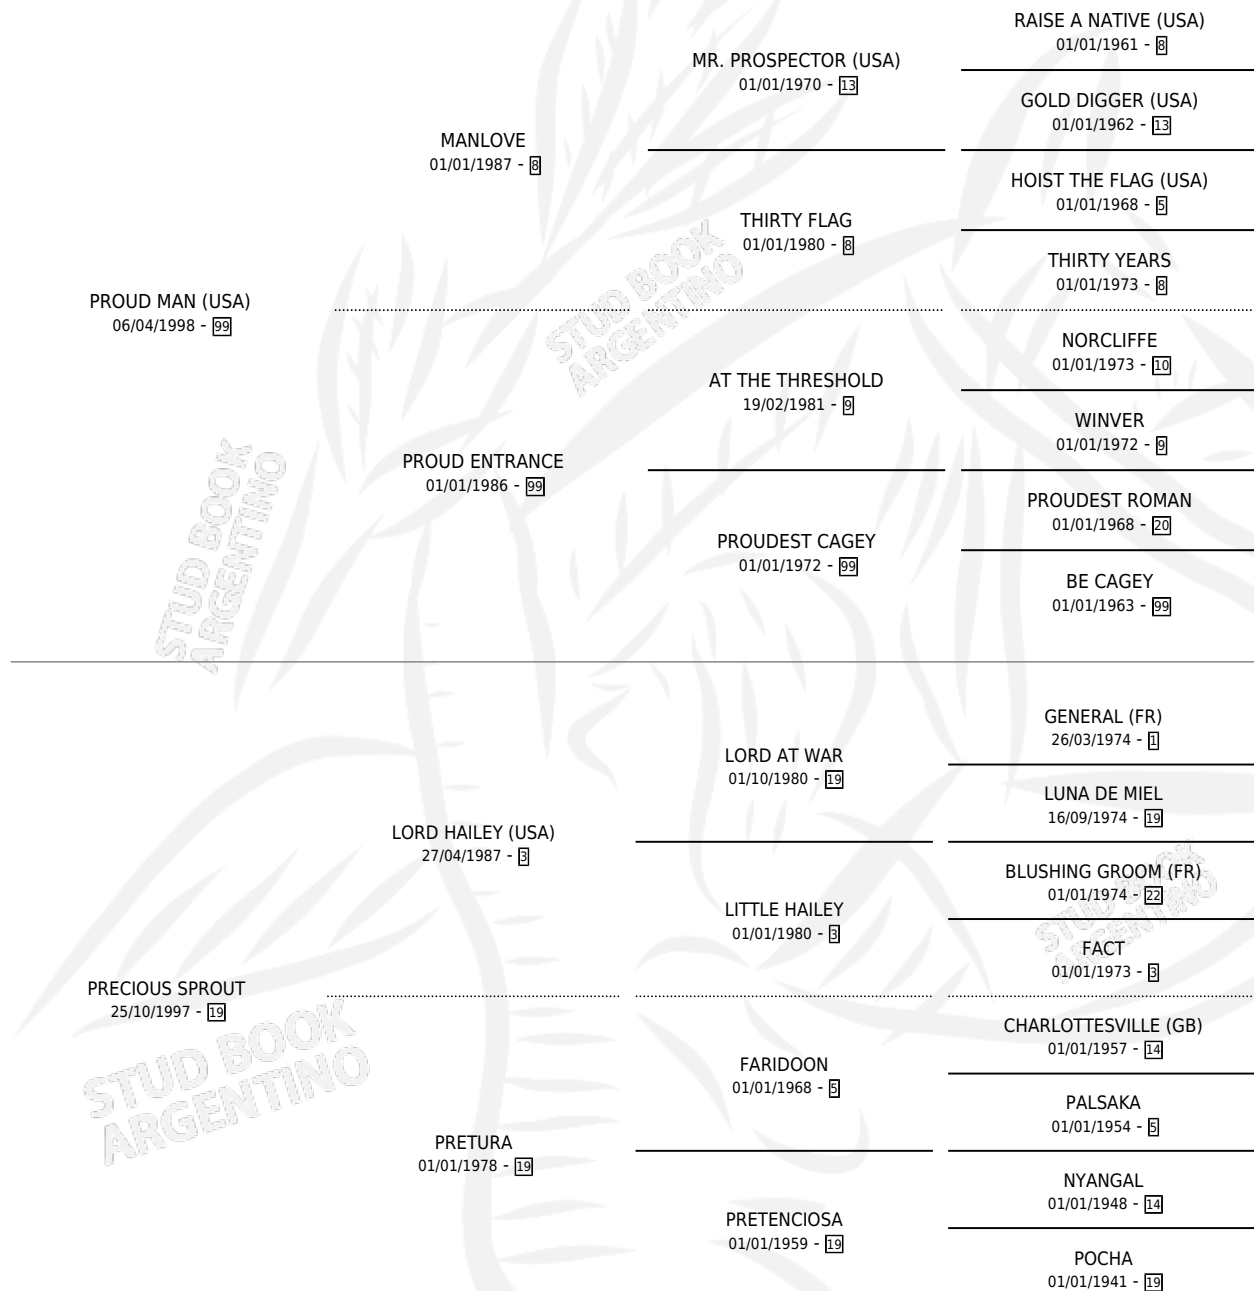 RAISE A NATIVE (USA)
01/01/1961 - 8
MR. PROSPECTOR (USA)
01/01/1970 - 13
GOLD DIGGER (USA)
01/01/1962 - 13
MANLOVE
01/01/1987 - 8
HOIST THE FLAG (USA)
01/01/1968 - 5
THIRTY FLAG
01/01/1980 - 8
THIRTY YEARS
01/01/1973 - 8
PROUD MAN (USA)
06/04/1998 - 99
NORCLIFFE
01/01/1973 - 10
AT THE THRESHOLD
19/02/1981 - 9
WINVER
01/01/1972 - 9
PROUD ENTRANCE
01/01/1986 - 99
PROUDEST ROMAN
01/01/1968 - 20
PROUDEST CAGEY
01/01/1972 - 99
BE CAGEY
01/01/1963 - 99
GENERAL (FR)
26/03/1974 - 1
LORD AT WAR
01/10/1980 - 19
LUNA DE MIEL
16/09/1974 - 19
LORD HAILEY (USA)
27/04/1987 - 3
BLUSHING GROOM (FR)
01/01/1974 - 22
LITTLE HAILEY
01/01/1980 - 3
FACT
01/01/1973 - 3
PRECIOUS SPROUT
25/10/1997 - 19
CHARLOTTESVILLE (GB)
01/01/1957 - 14
FARIDOON
01/01/1968 - 5
PALSAKA
01/01/1954 - 5
PRETURA
01/01/1978 - 19
NYANGAL
01/01/1948 - 14
PRETENCIOSA
01/01/1959 - 19
POCHA
01/01/1941 - 19
STUD BOOK
ARGENTINO
STUD BOOK
ARGENTINO
STUD BOOK
ARGENTINO
STUD BOOK
ARGENTINO